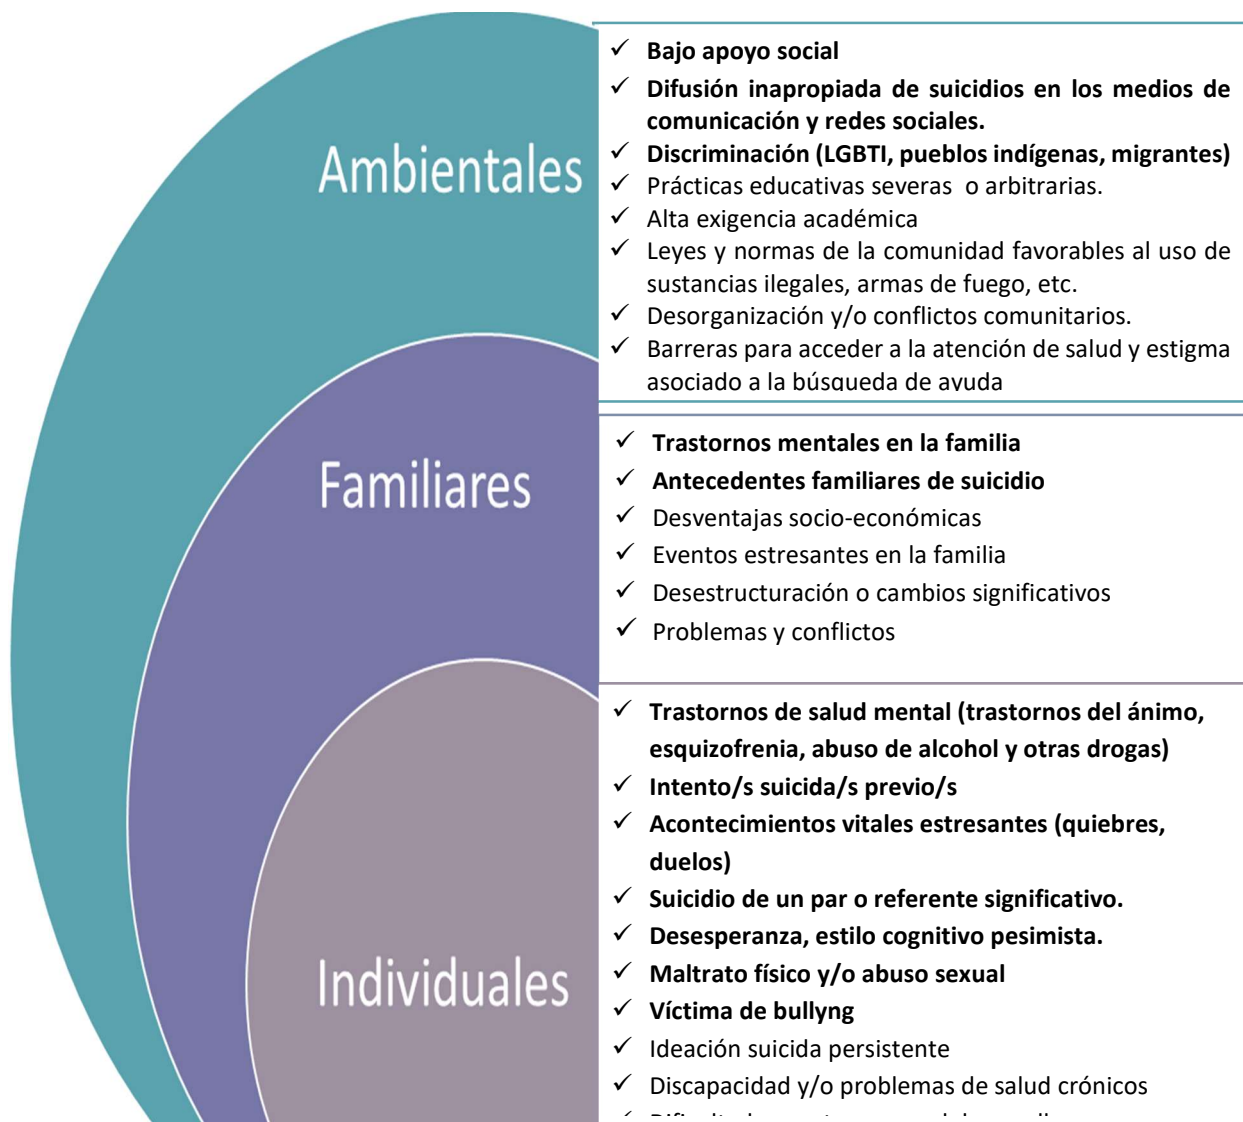 Ambientales
✓ Bajo apoyo social
✓ Difusión inapropiada de suicidios en los medios de
comunicación y redes sociales.
✓ Discriminación (LGBTI, pueblos indígenas, migrantes)
✓ Prácticas educativas severas o arbitrarias.
✓ Alta exigencia académica
✓ Leyes y normas de la comunidad favorables al uso de
sustancias ilegales, armas de fuego, etc.
✓ Desorganización y/o conflictos comunitarios.
✓ Barreras para acceder a la atención de salud y estigma
asociado a la búsqueda de ayuda
Familiares
✓ Trastornos mentales en la familia
✓ Antecedentes familiares de suicidio
✓ Desventajas socio-económicas
✓ Eventos estresantes en la familia
✓ Desestructuración o cambios significativos
✓ Problemas y conflictos
Individuales
✓ Trastornos de salud mental (trastornos del ánimo,
esquizofrenia, abuso de alcohol y otras drogas)
✓ Intento/s suicida/s previo/s
✓ Acontecimientos vitales estresantes (quiebres,
duelos)
✓ Suicidio de un par o referente significativo.
✓ Desesperanza, estilo cognitivo pesimista.
✓ Maltrato físico y/o abuso sexual
✓ Víctima de bullyng
✓ Ideación suicida persistente
✓ Discapacidad y/o problemas de salud crónicos